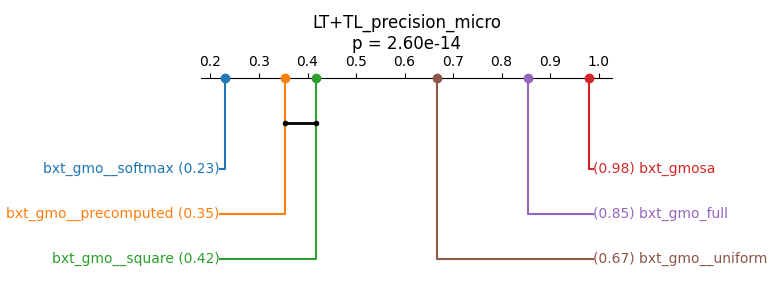 LT+TL_precision_micro
p = 2.60e-14
0.2 0.3 0.4 0.5 0.6 0.7 0.8 0.9 1.0
bxt_gmo__softmax (0.23) (0.98) bxt_gmosa
bxt_gmo__precomputed (0.35) (0.85) bxt_gmo_full
bxt_gmo__square (0.42) (0.67) bxt_gmo__uniform